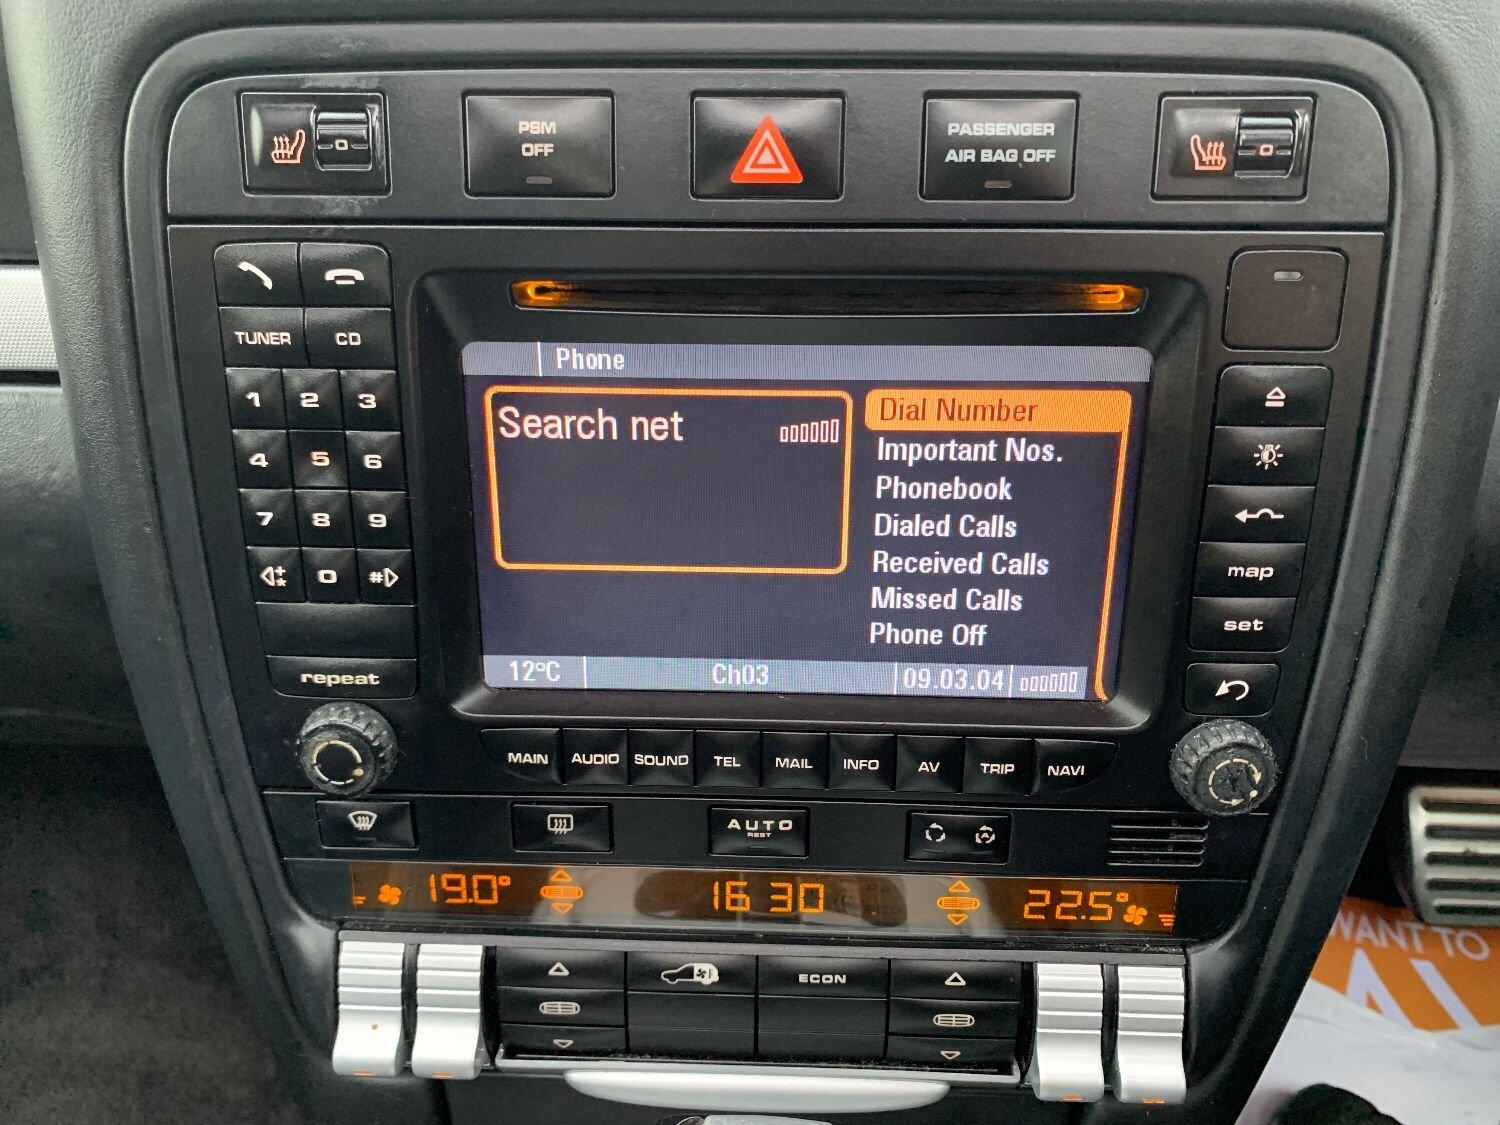 PSM
OFF
PASSENGER
AIR BAG OFF
TUNER CD
1 2 3
4 5 6
7 8 9
0 #
repeat
Phone
Search net
Dial Number
Important Nos.
Phonebook
Dialed Calls
Received Calls
Missed Calls
Phone Off
12°C Ch03 09.03.04
map
set
MAIN AUDIO SOUND TEL MAIL INFO AV TRIP NAVI
AUTO
REST
19.0° 16 30 22.5°
ECON
WANT TO